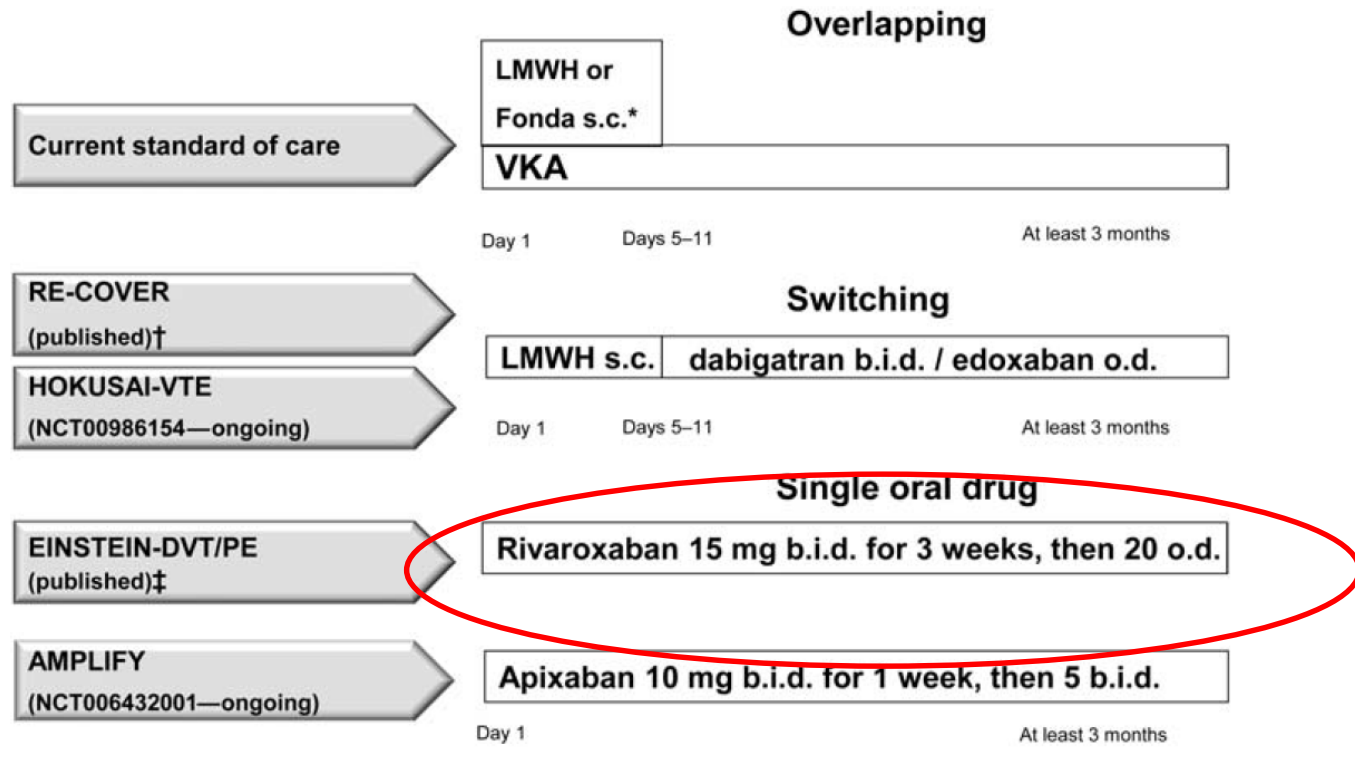 Overlapping
LMWH or
Fonda s.c.*
Current standard of care
VKA
Day 1
Days 5–11
At least 3 months
RE-COVER
(published)†
Switching
LMWH s.c.
dabigatran b.i.d. / edoxaban o.d.
HOKUSAI-VTE
(NCT00986154—ongoing)
Day 1
Days 5–11
At least 3 months
Single oral drug
EINSTEIN-DVT/PE
(published)‡
Rivaroxaban 15 mg b.i.d. for 3 weeks, then 20 o.d.
AMPLIFY
(NCT006432001—ongoing)
Apixaban 10 mg b.i.d. for 1 week, then 5 b.i.d.
Day 1
At least 3 months